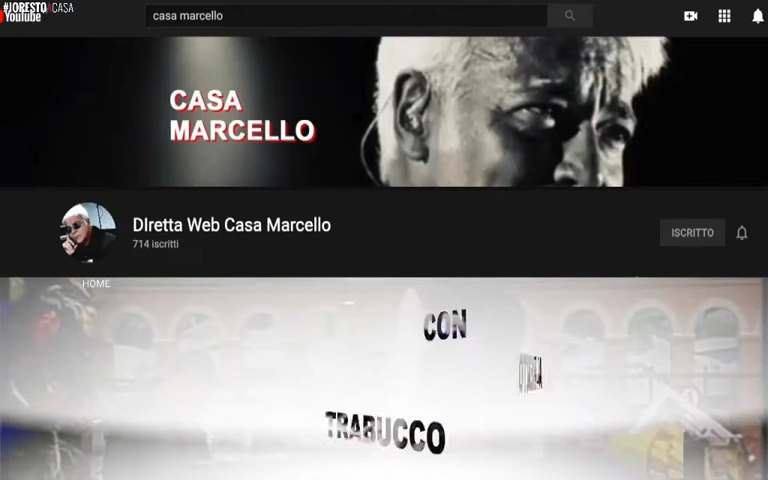 #IORESTOACASA
YouTube
casa marcello
CASA
MARCELLO
DIretta Web Casa Marcello
714 iscritti
ISCRITTO
HOME
CON
TRABUCCO